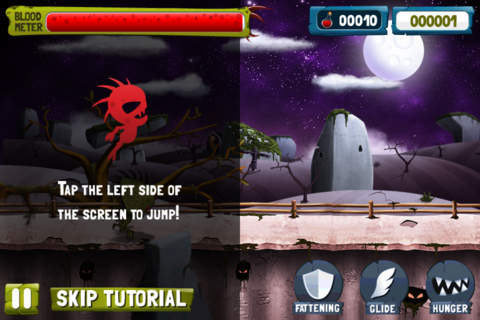 BLOOD
METER
00010
000001
TAP THE LEFT SIDE OF
THE SCREEN TO JUMP!
SKIP TUTORIAL
FATTENING
GLIDE
HUNGER